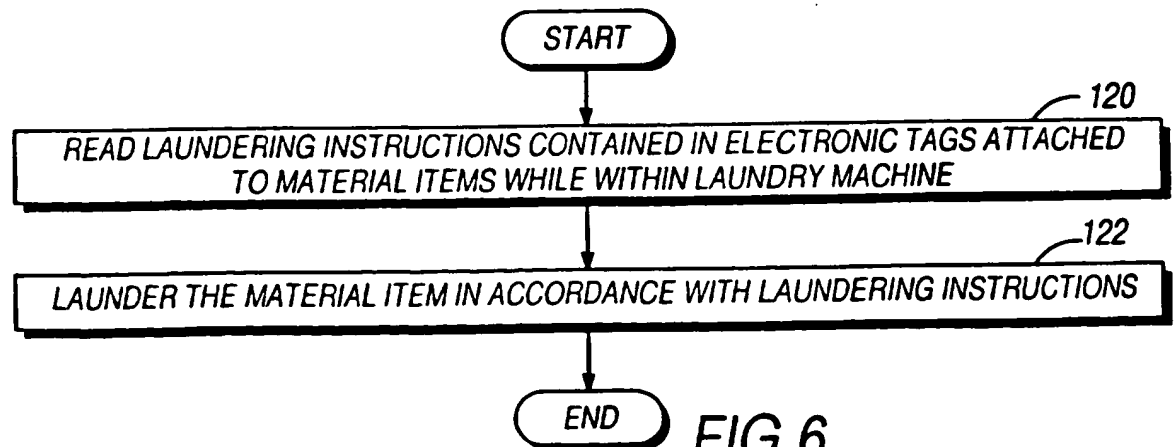 START
120
READ LAUNDERING INSTRUCTIONS CONTAINED IN ELECTRONIC TAGS ATTACHED
TO MATERIAL ITEMS WHILE WITHIN LAUNDRY MACHINE
122
LAUNDER THE MATERIAL ITEM IN ACCORDANCE WITH LAUNDERING INSTRUCTIONS
END
FIG.6